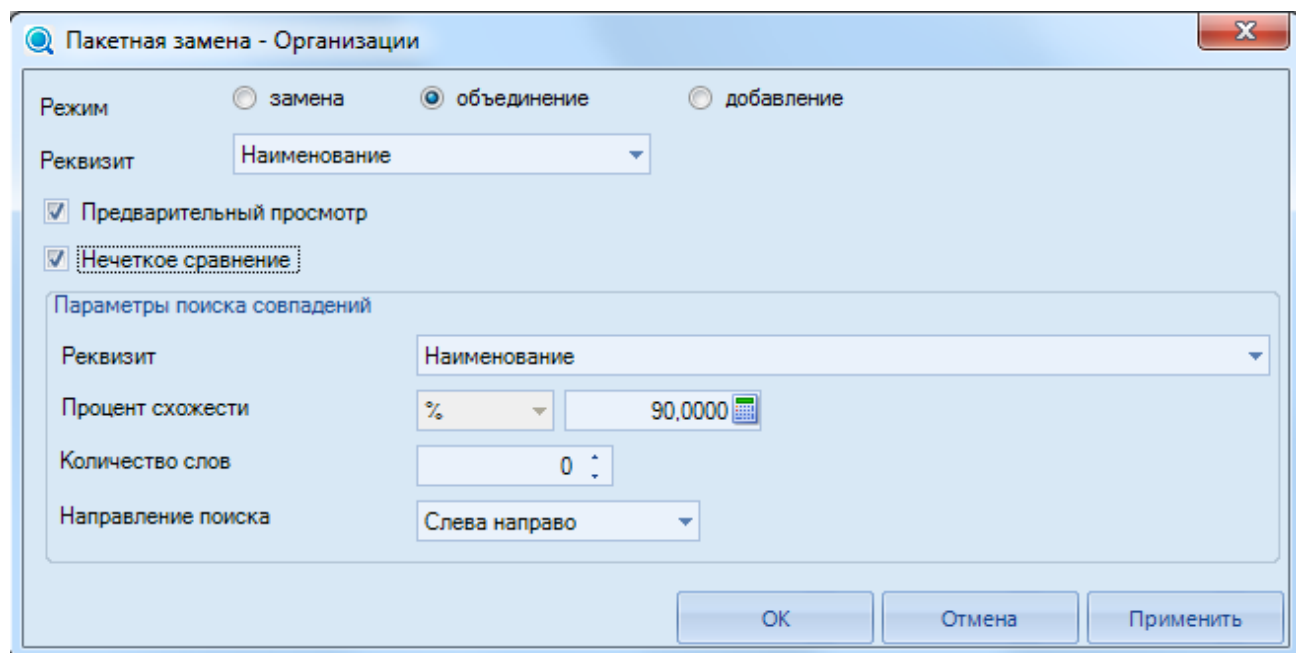 Пакетная замена - Организации
Режим замена объединение добавление
Реквизит Наименование
Предварительный просмотр
Нечеткое сравнение
Параметры поиска совпадений
Реквизит Наименование
Процент схожести % 90,0000
Количество слов 0
Направление поиска Слева направо
ОК Отмена Применить